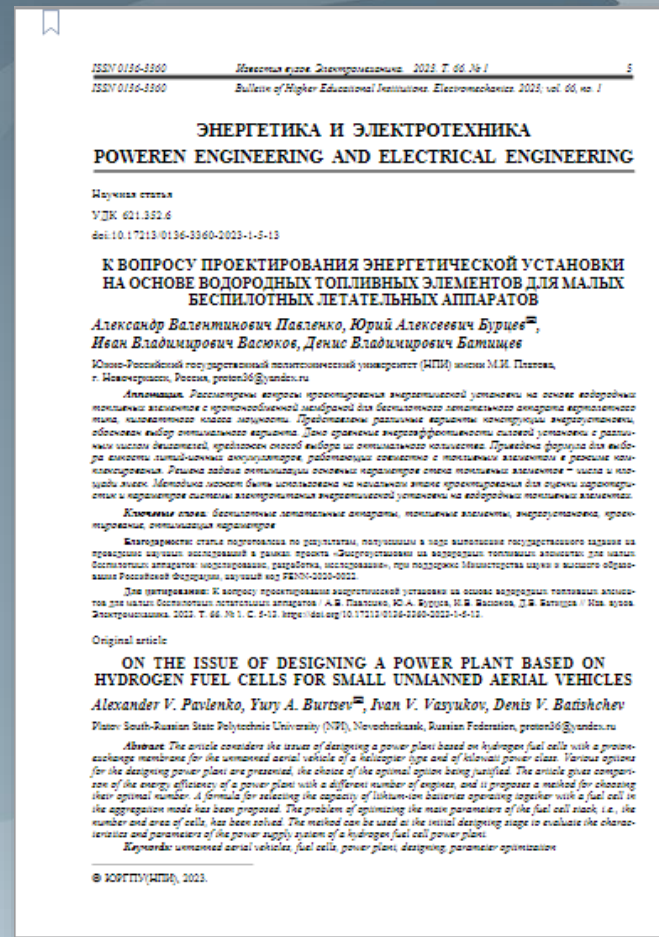 ISSN 0136-3360 Известия вузов. Электромеханика. 2023. Т. 66. № 1 5
ISSN 0136-3360 Bulletin of Higher Educational Institutions. Electromechanics. 2023; vol. 66, no. 1
ЭНЕРГЕТИКА И ЭЛЕКТРОТЕХНИКА
POWEREN ENGINEERING AND ELECTRICAL ENGINEERING
Научная статья
УДК 621.352.6
doi:10.17213/0136-3360-2023-1-5-13
К ВОПРОСУ ПРОЕКТИРОВАНИЯ ЭНЕРГЕТИЧЕСКОЙ УСТАНОВКИ
НА ОСНОВЕ ВОДОРОДНЫХ ТОПЛИВНЫХ ЭЛЕМЕНТОВ ДЛЯ МАЛЫХ
БЕСПИЛОТНЫХ ЛЕТАТЕЛЬНЫХ АППАРАТОВ
Александр Валентинович Павленко, Юрий Алексеевич Бурцев,
Иван Владимирович Васюков, Денис Владимирович Батищев
Южно-Российский государственный политехнический университет (НПИ) имени М.И. Платова,
г. Новочеркасск, Россия, proton36@yandex.ru
Аннотация. Рассмотрены вопросы проектирования энергетической установки на основе водородных
топливных элементов с протонообменной мембраной для беспилотного летательного аппарата вертолетного
типа, киловаттного класса мощности. Представлены различные варианты конструкции энергоустановки,
обоснован выбор оптимального варианта. Дано сравнение энергоэффективности силовой установки с различ-
ным числом двигателей, предложен способ выбора их оптимального количества. Приведена формула для выбо-
ра емкости литий-ионных аккумуляторов, работающих совместно с топливным элементом в режиме ком-
плексирования. Решена задача оптимизации основных параметров стека топливных элементов – числа и пло-
щади ячеек. Методика может быть использована на начальном этапе проектирования для оценки характери-
стик и параметров системы электропитания энергетической установки на водородных топливных элементах.
Ключевые слова: беспилотные летательные аппараты, топливные элементы, энергоустановка, проек-
тирование, оптимизация параметров
Благодарности: статья подготовлена по результатам, полученным в ходе выполнения государственного задания на
проведение научных исследований в рамках проекта «Энергоустановки на водородных топливных элементах для малых
беспилотных аппаратов: моделирование, разработка, исследование», при поддержке Министерства науки и высшего образо-
вания Российской Федерации, научный код FENN-2020-0022.
Для цитирования: К вопросу проектирования энергетической установки на основе водородных топливных элемен-
тов для малых беспилотных летательных аппаратов / А.В. Павленко, Ю.А. Бурцев, И.В. Васюков, Д.В. Батищев // Изв. вузов.
Электромеханика. 2023. Т. 66. № 1. С. 5-13. https://doi.org/10.17213/0136-3360-2023-1-5-13.
Original article
ON THE ISSUE OF DESIGNING A POWER PLANT BASED ON
HYDROGEN FUEL CELLS FOR SMALL UNMANNED AERIAL VEHICLES
Alexander V. Pavlenko, Yury A. Burtsev, Ivan V. Vasyukov, Denis V. Batishchev
Platov South-Russian State Polytechnic University (NPI), Novocherkassk, Russian Federation, proton36@yandex.ru
Abstract. The article considers the issues of designing a power plant based on hydrogen fuel cells with a proton-
exchange membrane for the unmanned aerial vehicle of a helicopter type and of kilowatt power class. Various options
for the designing power plant are presented, the choice of the optimal option being justified. The article gives compari-
son of the energy efficiency of a power plant with a different number of engines, and it proposes a method for choosing
their optimal number. A formula for selecting the capacity of lithium-ion batteries operating together with a fuel cell in
the aggregation mode has been proposed. The problem of optimizing the main parameters of the fuel cell stack, i.e., the
number and area of cells, has been solved. The method can be used at the initial designing stage to evaluate the charac-
teristics and parameters of the power supply system of a hydrogen fuel cell power plant.
Keywords: unmanned aerial vehicles, fuel cells, power plant, designing, parameter optimization
© ЮРГПУ(НПИ), 2023.